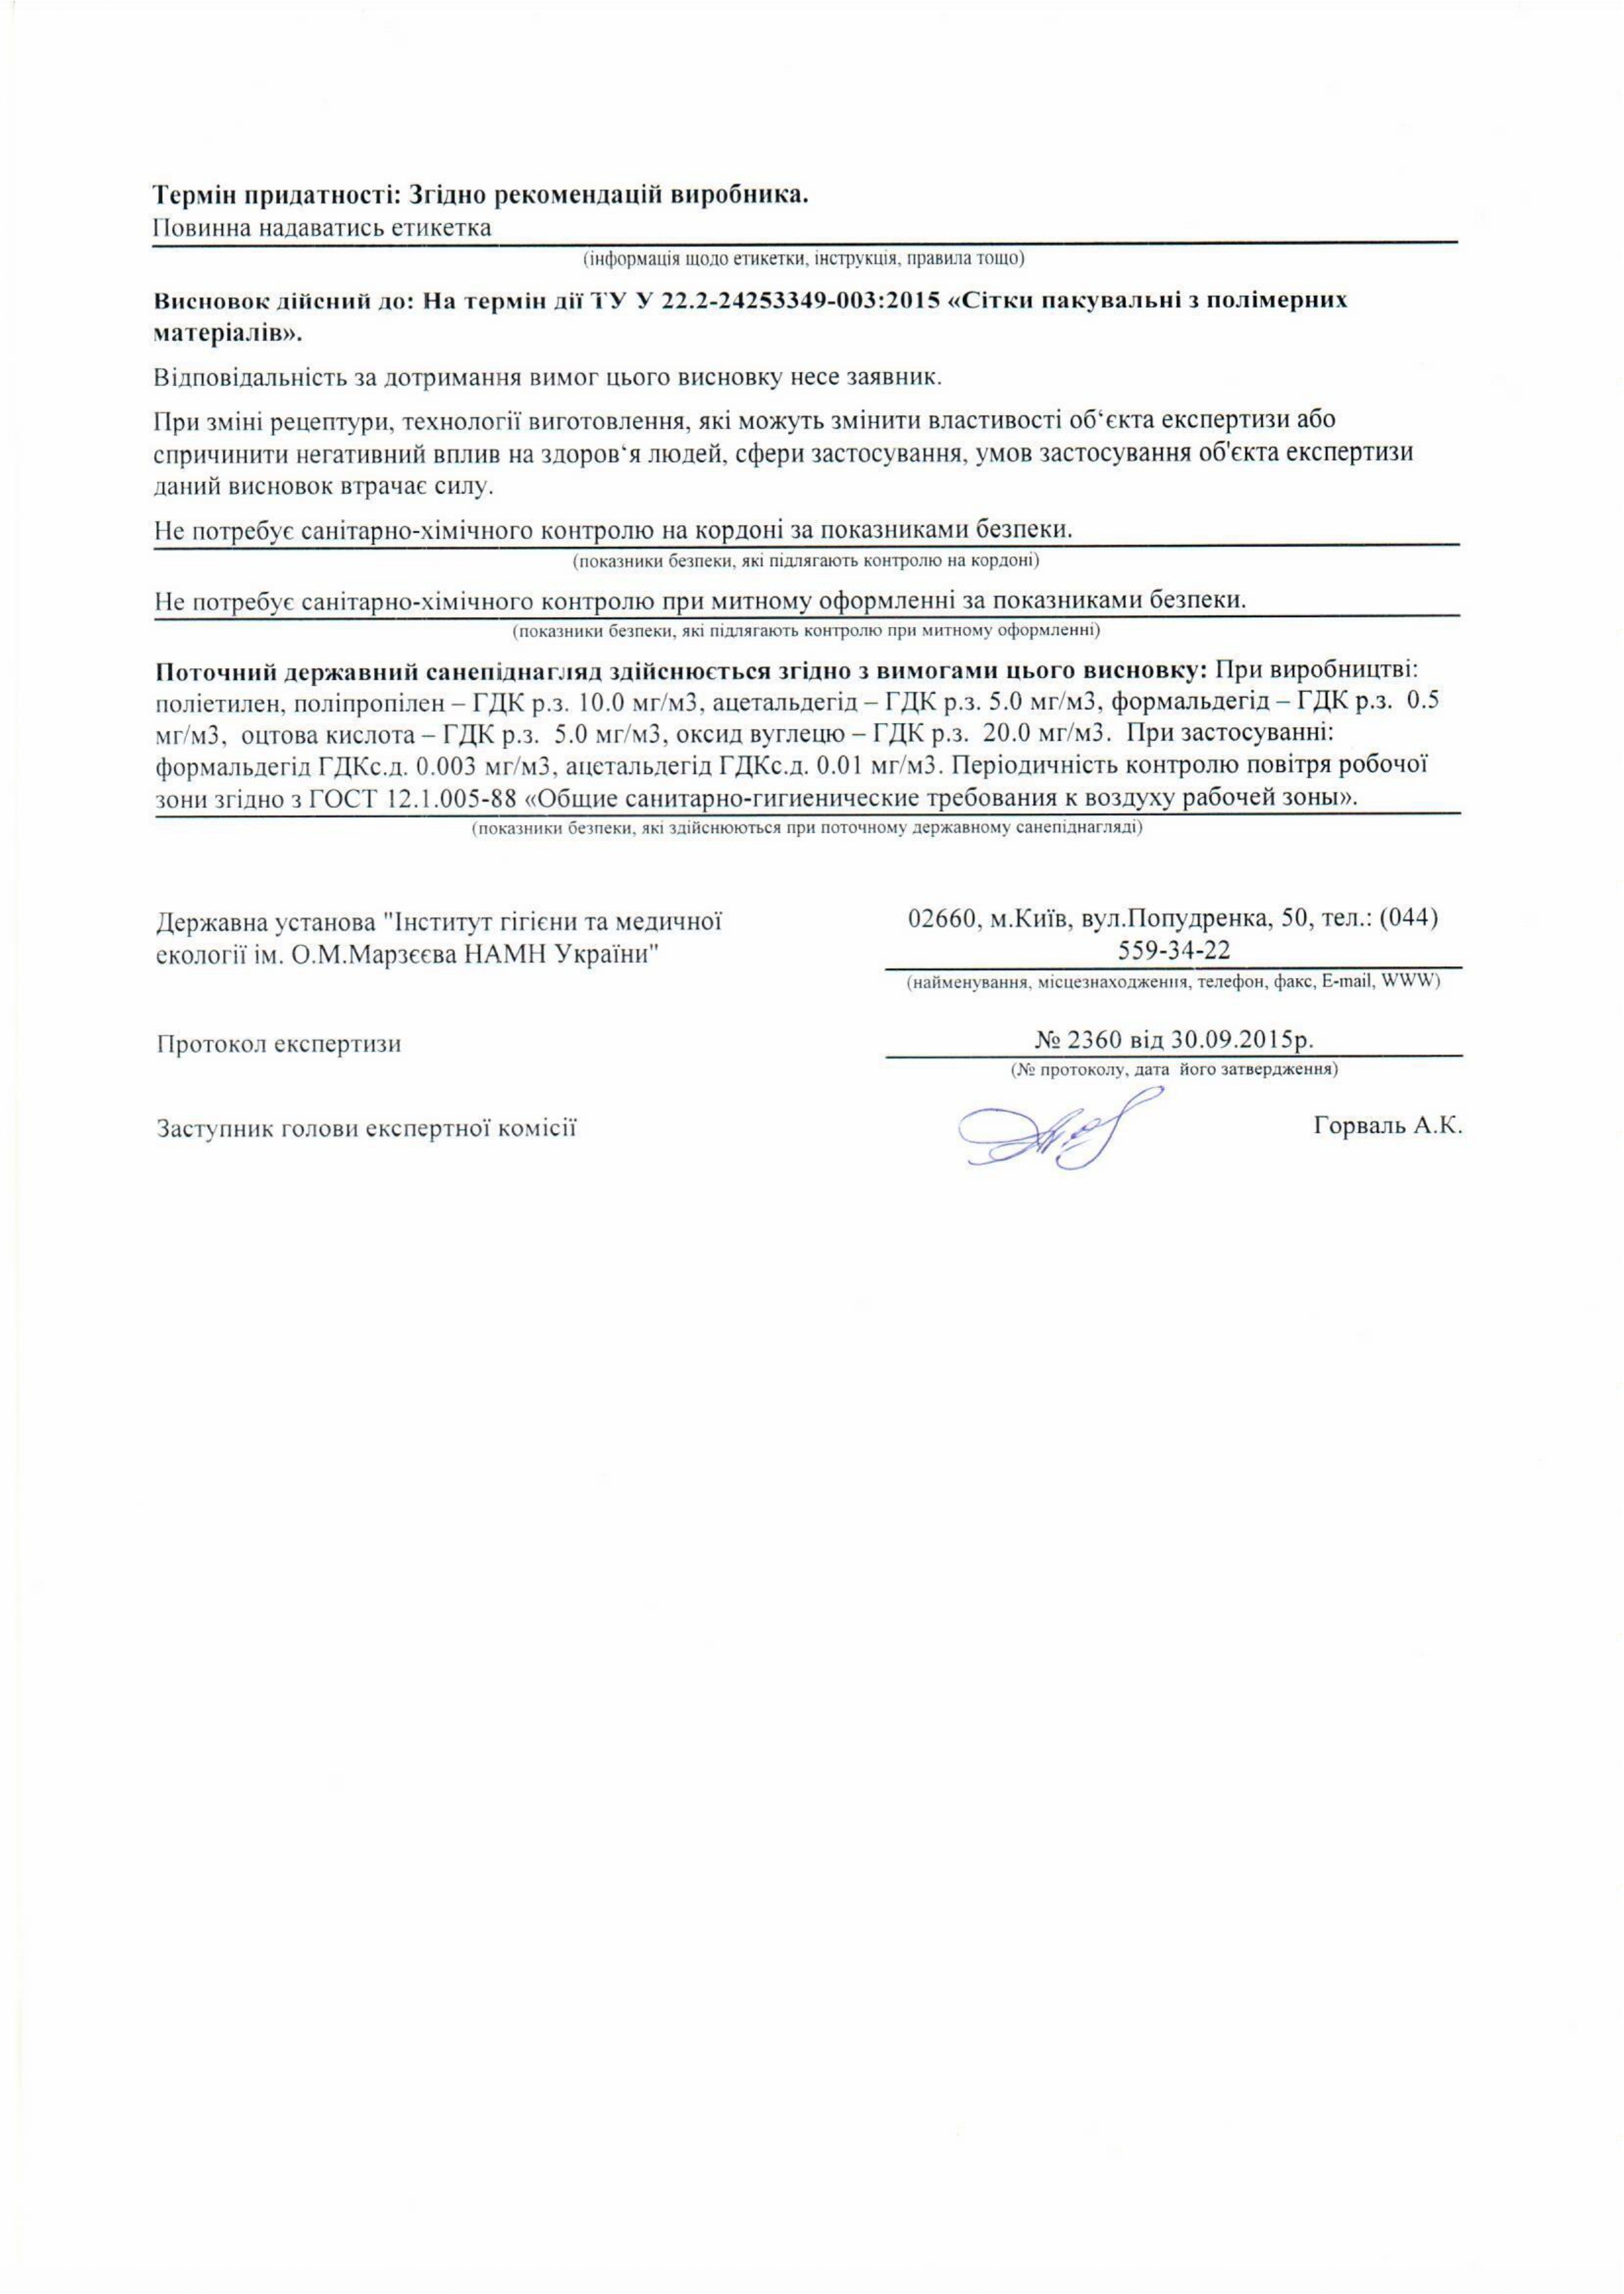 Термін придатності: Згідно рекомендацій виробника.
Повинна надаватись етикетка
(інформація щодо етикетки, інструкція, правила тощо)
Висновок дійсний до: На термін дії ТУ У 22.2-24253349-003:2015 «Сітки пакувальні з полімерних
матеріалів».
Відповідальність за дотримання вимог цього висновку несе заявник.
При зміні рецептури, технології виготовлення, які можуть змінити властивості об‘єкта експертизи або
спричинити негативний вплив на здоров‘я людей, сфери застосування, умов застосування об'єкта експертизи
даний висновок втрачає силу.
Не потребує санітарно-хімічного контролю на кордоні за показниками безпеки.
(показники безпеки, які підлягають контролю на кордоні)
Не потребує санітарно-хімічного контролю при митному оформленні за показниками безпеки.
(показники безпеки, які підлягають контролю при митному оформленні)
Поточний державний санепіднагляд здійснюється згідно з вимогами цього висновку: При виробництві:
поліетилен, поліпропілен – ГДК р.з. 10.0 мг/м3, ацетальдегід – ГДК р.з. 5.0 мг/м3, формальдегід – ГДК р.з. 0.5
мг/м3, оцтова кислота – ГДК р.з. 5.0 мг/м3, оксид вуглецю – ГДК р.з. 20.0 мг/м3. При застосуванні:
формальдегід ГДКс.д. 0.003 мг/м3, ацетальдегід ГДКс.д. 0.01 мг/м3. Періодичність контролю повітря робочої
зони згідно з ГОСТ 12.1.005-88 «Общие санитарно-гигиенические требования к воздуху рабочей зоны».
(показники безпеки, які здійснюються при поточному державному санепіднагляді)
Державна установа "Інститут гігієни та медичної
екології ім. О.М.Марзєєва НАМН України"
02660, м.Київ, вул.Попудренка, 50, тел.: (044)
559-34-22
(найменування, місцезнаходження, телефон, факс, E-mail, WWW)
Протокол експертизи
№ 2360 від 30.09.2015р.
(№ протоколу, дата його затвердження)
Заступник голови експертної комісії
Горваль А.К.